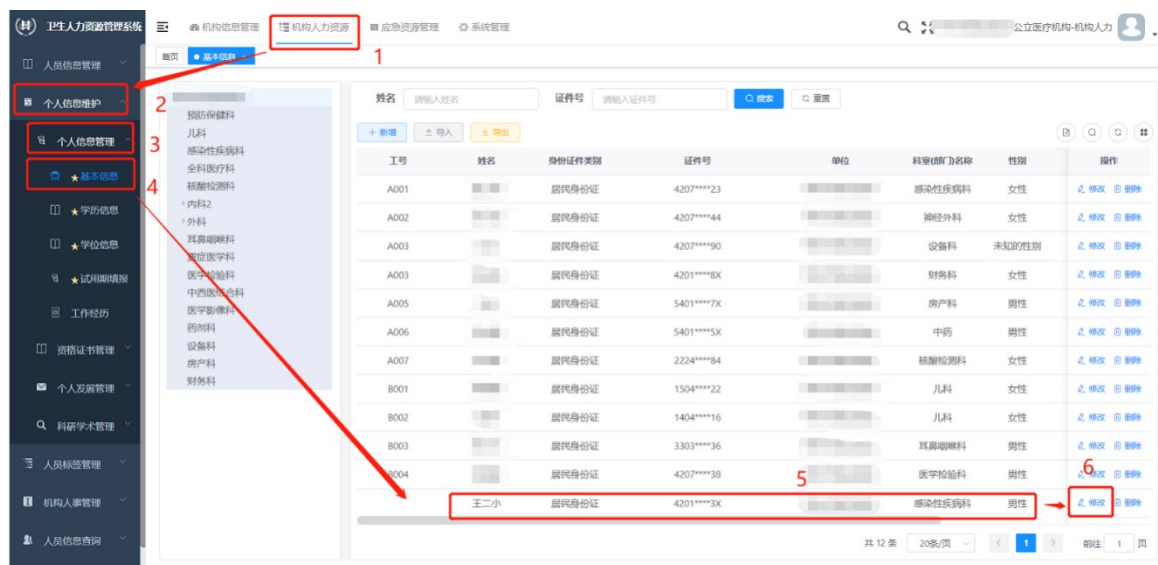 卫生人力资源管理系统
机构信息管理 机构人力资源 应急资源管理 系统管理
公立医疗机构-机构人力
1
首页 基本信息
人员信息管理
个人信息维护
2
个人信息管理
3
★基本信息
4
★学历信息
★学位信息
★试用期填报
工作经历
资格证书管理
个人发展管理
科研学术管理
人员标签管理
机构人事管理
人员信息查询
预防保健科
儿科
感染性疾病科
全科医疗科
核酸检测科
内科2
外科
耳鼻咽喉科
重症医学科
医学检验科
中西医结合科
医学影像科
药剂科
设备科
房产科
财务科
姓名 请输入姓名 证件号 请输入证件号 搜索 重置
+ 新增 导入 导出
工号 姓名 身份证件类别 证件号 单位 科室(部门)名称 性别 操作
A001 居民身份证 4207****23 感染性疾病科 女性 修改 删除
A002 居民身份证 4207****44 神经外科 女性 修改 删除
A003 居民身份证 4207****90 设备科 未知的性别 修改 删除
A003 居民身份证 4201****8X 财务科 女性 修改 删除
A005 居民身份证 5401****7X 房产科 男性 修改 删除
A006 居民身份证 5401****5X 中药 男性 修改 删除
A007 居民身份证 2224****84 核酸检测科 女性 修改 删除
B001 居民身份证 1504****22 儿科 女性 修改 删除
B002 居民身份证 1404****16 儿科 女性 修改 删除
B003 居民身份证 3303****36 耳鼻咽喉科 男性 修改 删除
B004 居民身份证 4207****38 医学检验科 男性 修改 删除
5
6
王二小 居民身份证 4201****3X 感染性疾病科 男性 修改 删除
共 12 条 20条/页 < 1 > 前往 1 页